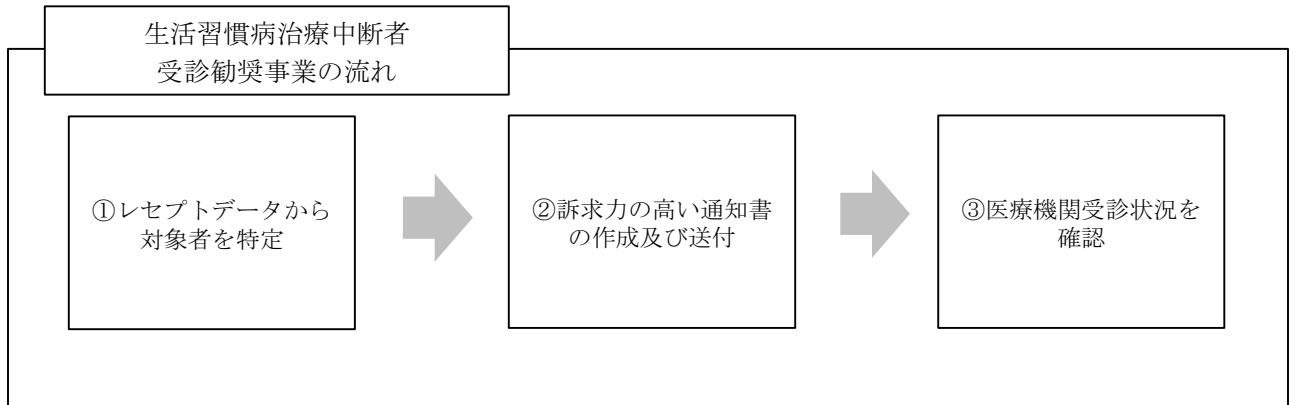 生活習慣病治療中断者
受診勧奨事業の流れ
①レセプトデータから
対象者を特定
②訴求力の高い通知書
の作成及び送付
③医療機関受診状況を
確認